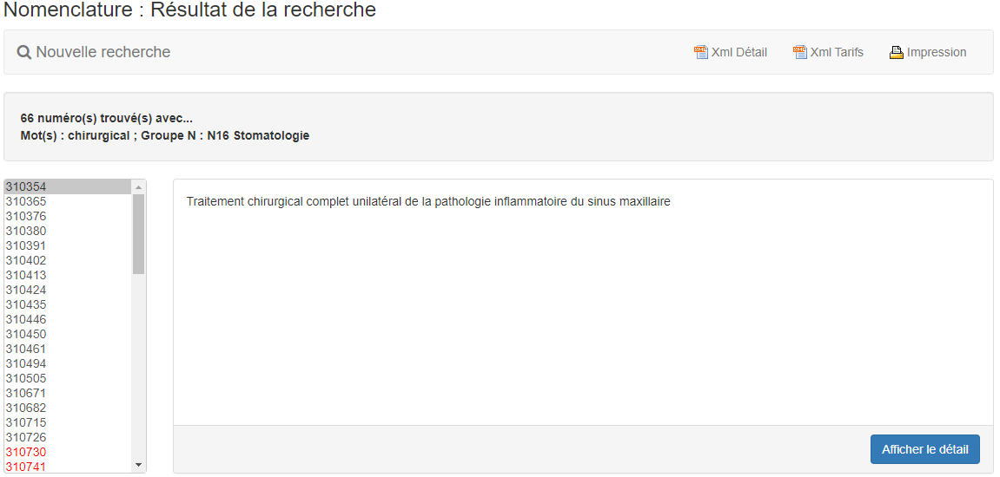 Nomenclature : Résultat de la recherche
Nouvelle recherche
Xml Détail
Xml Tarifs
Impression
66 numéro(s) trouvé(s) avec...
Mot(s) : chirurgical ; Groupe N : N16 Stomatologie
310354
310365
310376
310380
310391
310402
310413
310424
310435
310446
310450
310461
310494
310505
310671
310682
310715
310726
310730
310741
Traitement chirurgical complet unilatéral de la pathologie inflammatoire du sinus maxillaire
Afficher le détail